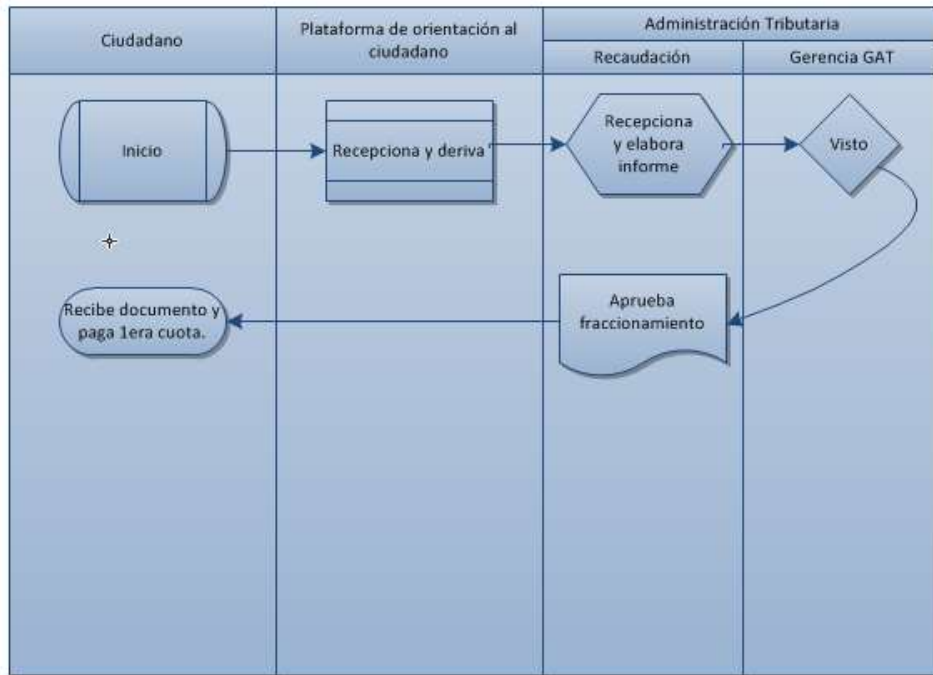 Ciudadano
Plataforma de orientación al
ciudadano
Administración Tributaria
Recaudación
Gerencia GAT
Inicio
Recepciona y deriva
Recepciona
y elabora
informe
Visto
Recibe documento y
paga 1era cuota.
Aprueba
fraccionamiento